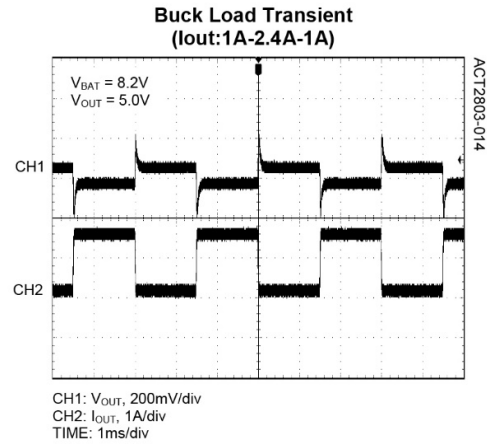 Buck Load Transient
(Iout:1A-2.4A-1A)
VBAT = 8.2V
VOUT = 5.0V
ACT2803-014
CH1
CH2
CH1: VOUT, 200mV/div
CH2: IOUT, 1A/div
TIME: 1ms/div